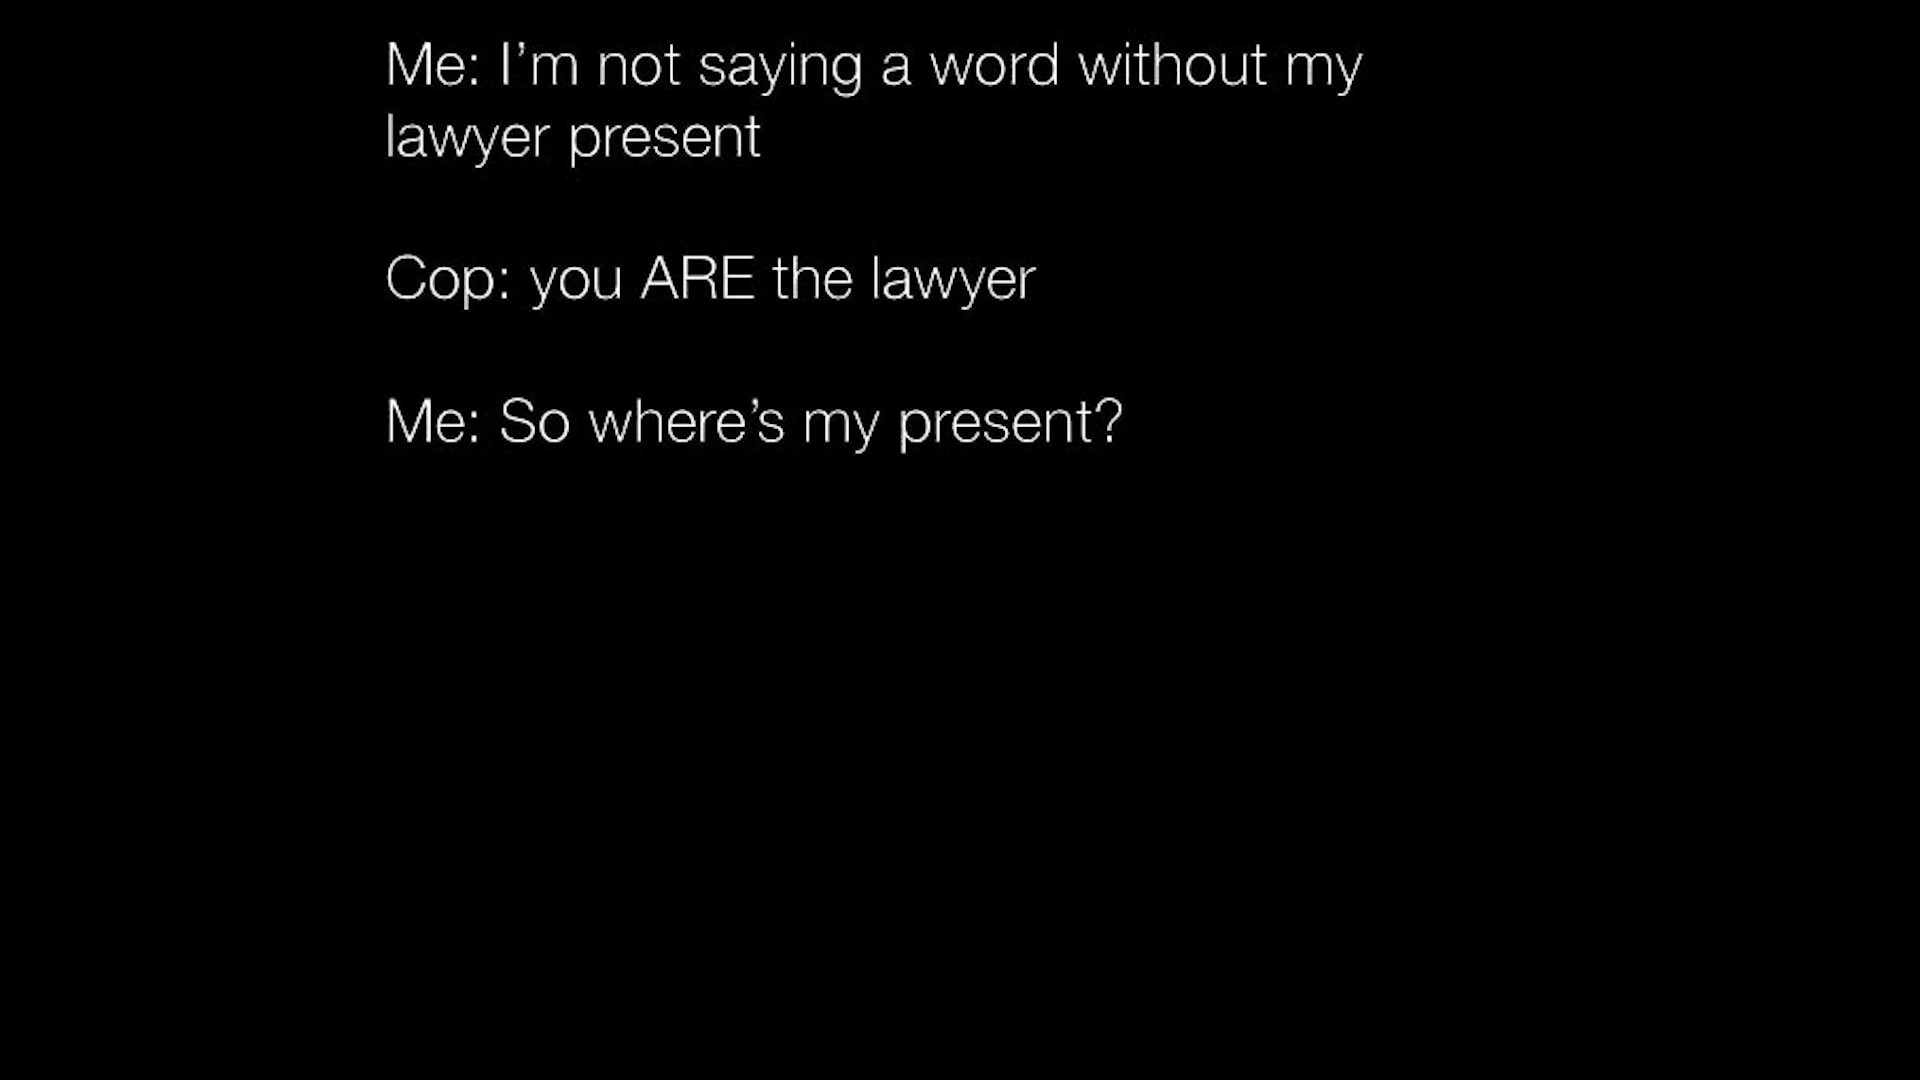 Me: I’m not saying a word without my
lawyer present
Cop: you ARE the lawyer
Me: So where’s my present?